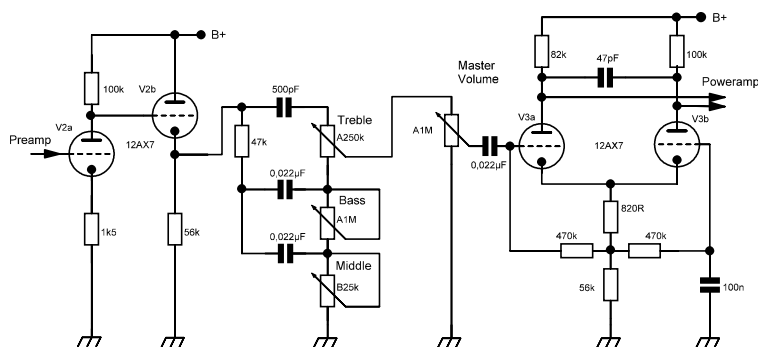 B+
B+
V2b
82k
47pF
100k
Master
Volume
100k
500pF
Poweramp
V2a
Treble
V3a
V3b
Preamp
12AX7
47k
A250k
A1M
12AX7
0,022µF
0,022µF
Bass
A1M
820R
1k5
56k
0,022µF
470k
470k
Middle
B25k
56k
100n